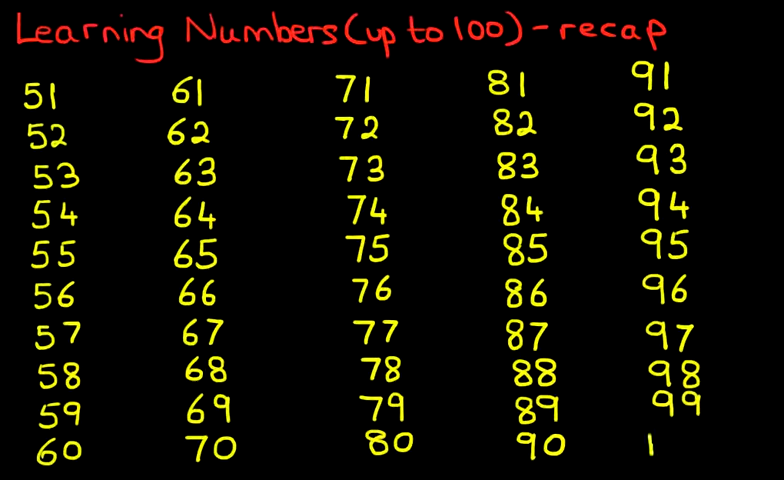 Learning Numbers (up to 100) - recap
51 61 71 81 91
52 62 72 82 92
53 63 73 83 93
54 64 74 84 94
55 65 75 85 95
56 66 76 86 96
57 67 77 87 97
58 68 78 88 98
59 69 79 89 99
60 70 80 90 1